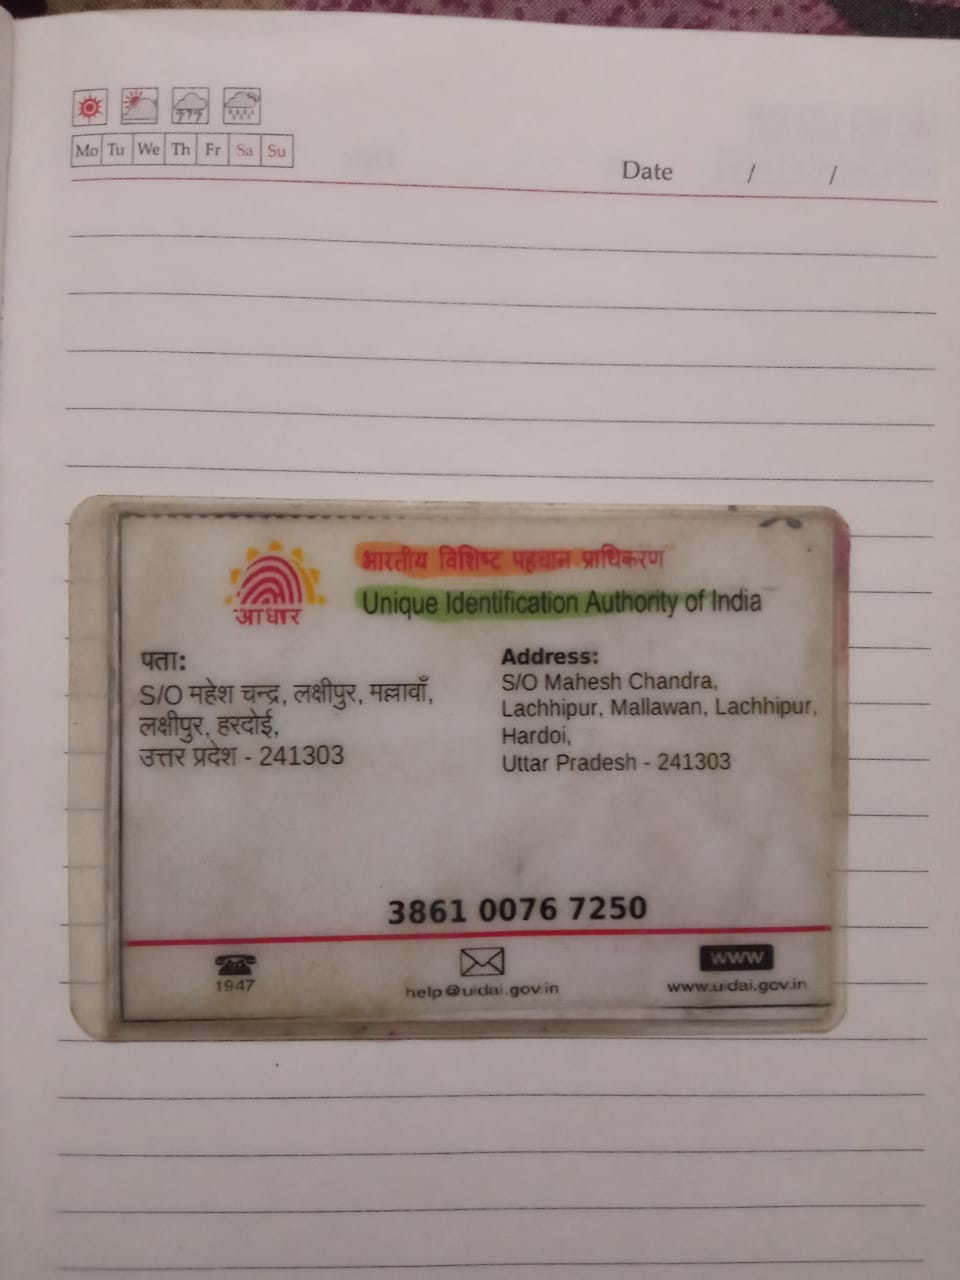 Mo Tu We Th Fr Sa Su
Date / /
भारतीय विशिष्ट पहचान प्राधिकरण
Unique Identification Authority of India
आधार
पता:
S/O महेश चन्द्र, लक्षीपुर, मल्लावाँ,
लक्षीपुर, हरदोई,
उत्तर प्रदेश - 241303
Address:
S/O Mahesh Chandra,
Lachhipur, Mallawan, Lachhipur,
Hardoi,
Uttar Pradesh - 241303
3861 0076 7250
1947
help@uidai.gov.in
www
www.uidai.gov.in